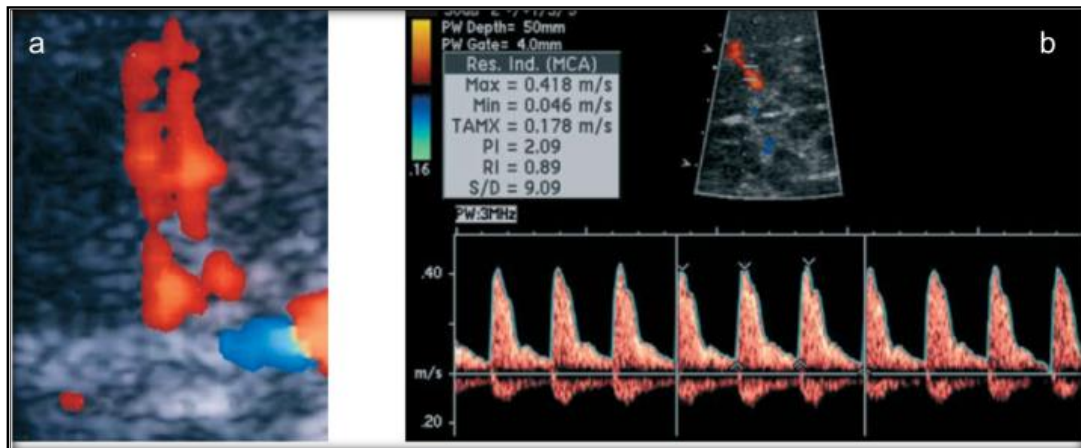 a
PW Depth= 50mm
PW Gate= 4.0mm
Res. Ind. (MCA)
Max = 0.418 m/s
Min = 0.046 m/s
TAMX = 0.178 m/s
PI = 2.09
RI = 0.89
S/D = 9.09
.16
b
PW:3MHz
.40
m/s
.20